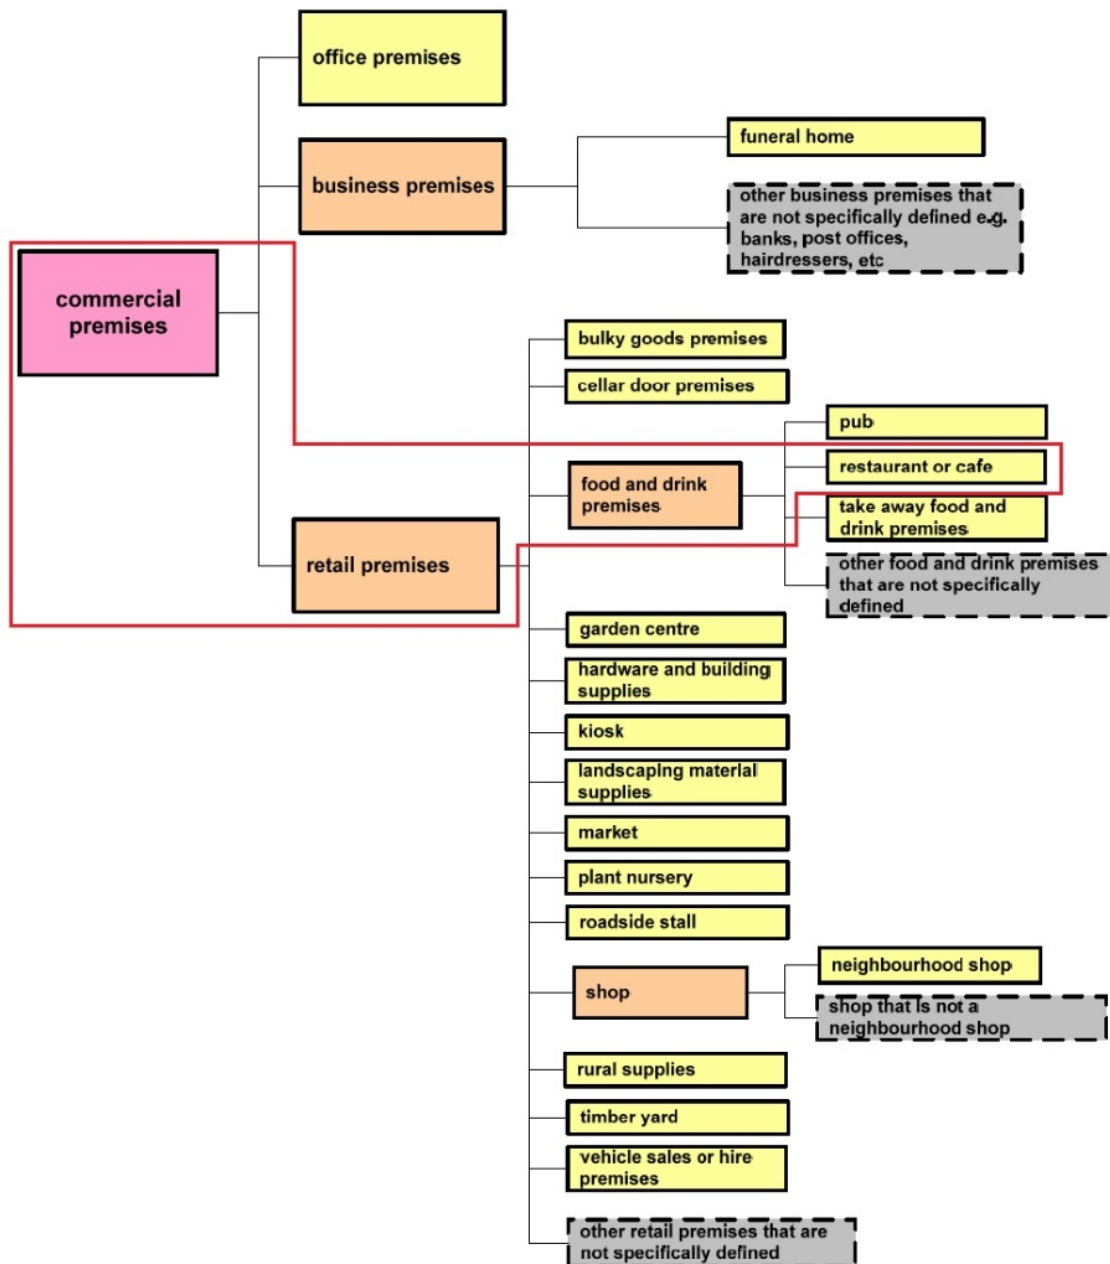 office premises
business premises
funeral home
other business premises that
are not specifically defined e.g.
banks, post offices,
hairdressers, etc
commercial
premises
retail premises
bulky goods premises
cellar door premises
food and drink
premises
pub
restaurant or cafe
take away food and
drink premises
other food and drink premises
that are not specifically
defined
garden centre
hardware and building
supplies
kiosk
landscaping material
supplies
market
plant nursery
roadside stall
shop
neighbourhood shop
shop that is not a
neighbourhood shop
rural supplies
timber yard
vehicle sales or hire
premises
other retail premises that are
not specifically defined